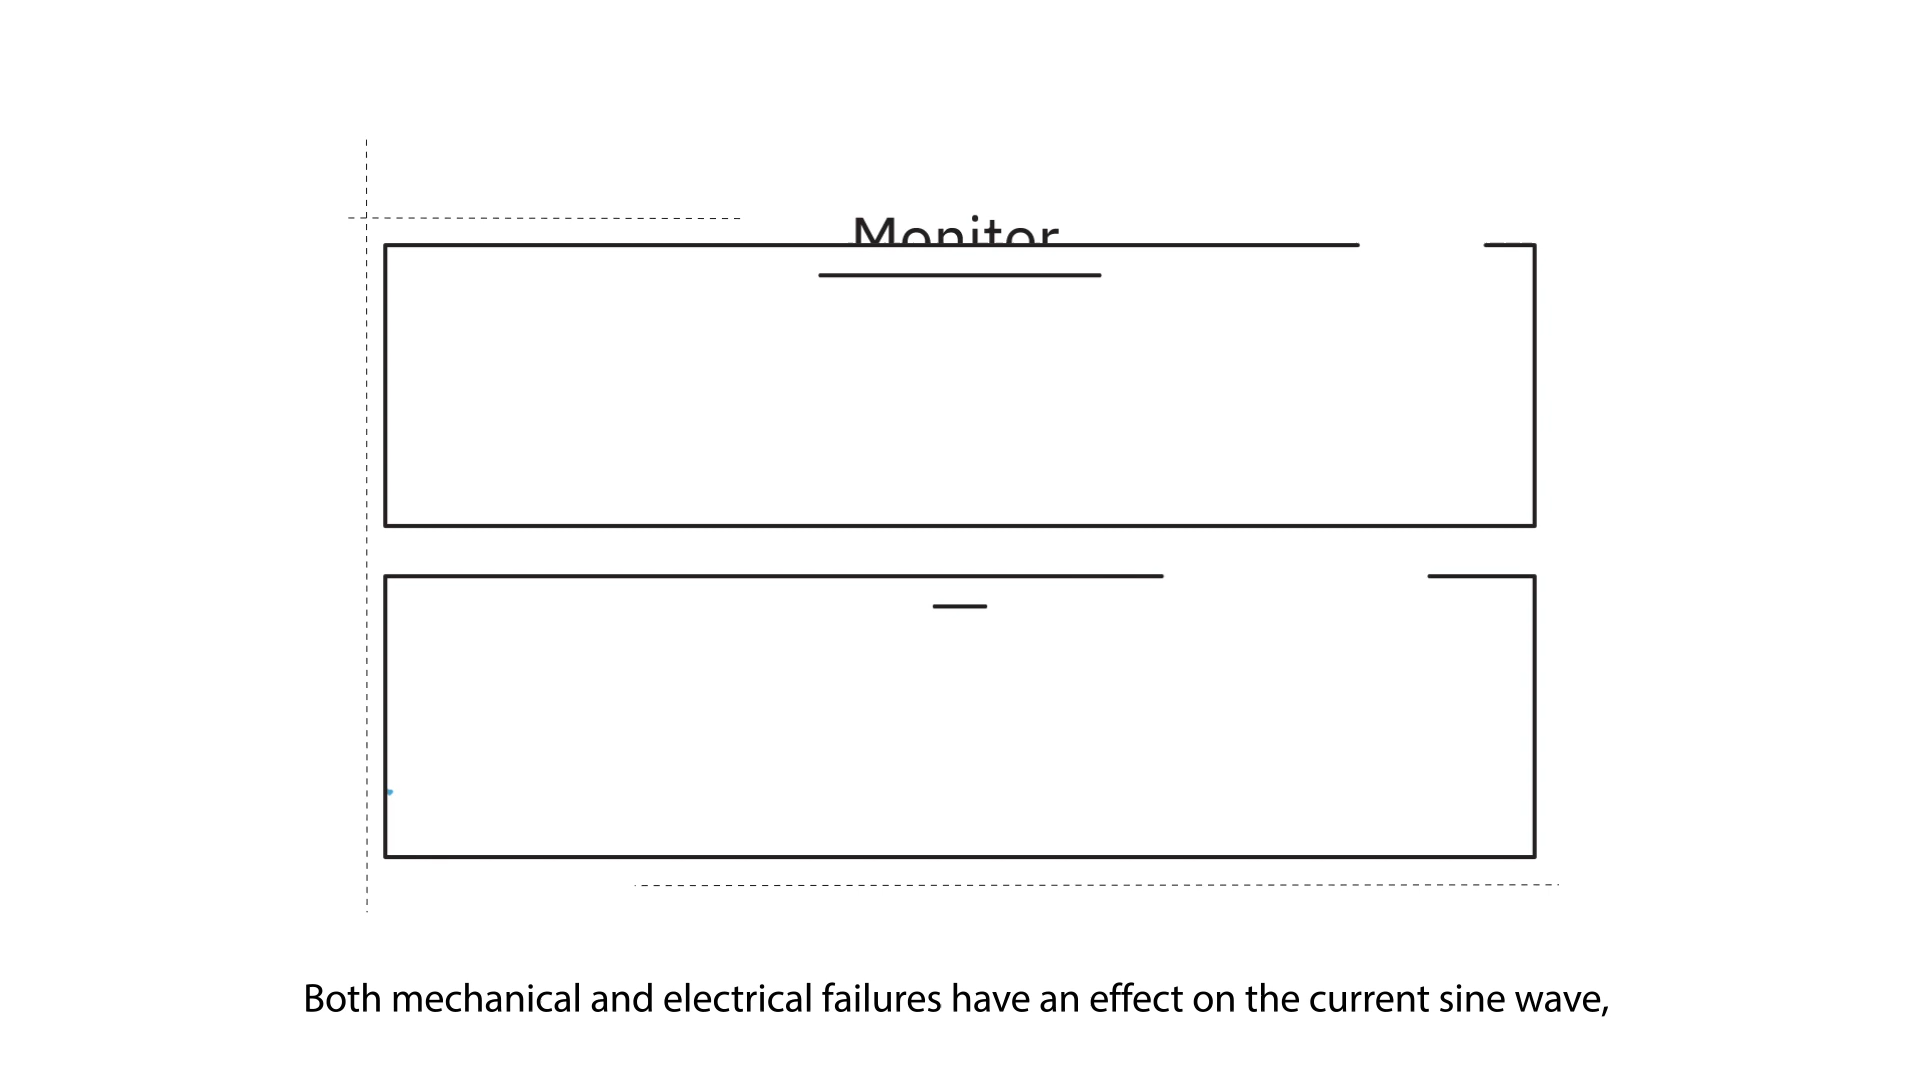 Monitor
Both mechanical and electrical failures have an effect on the current sine wave,